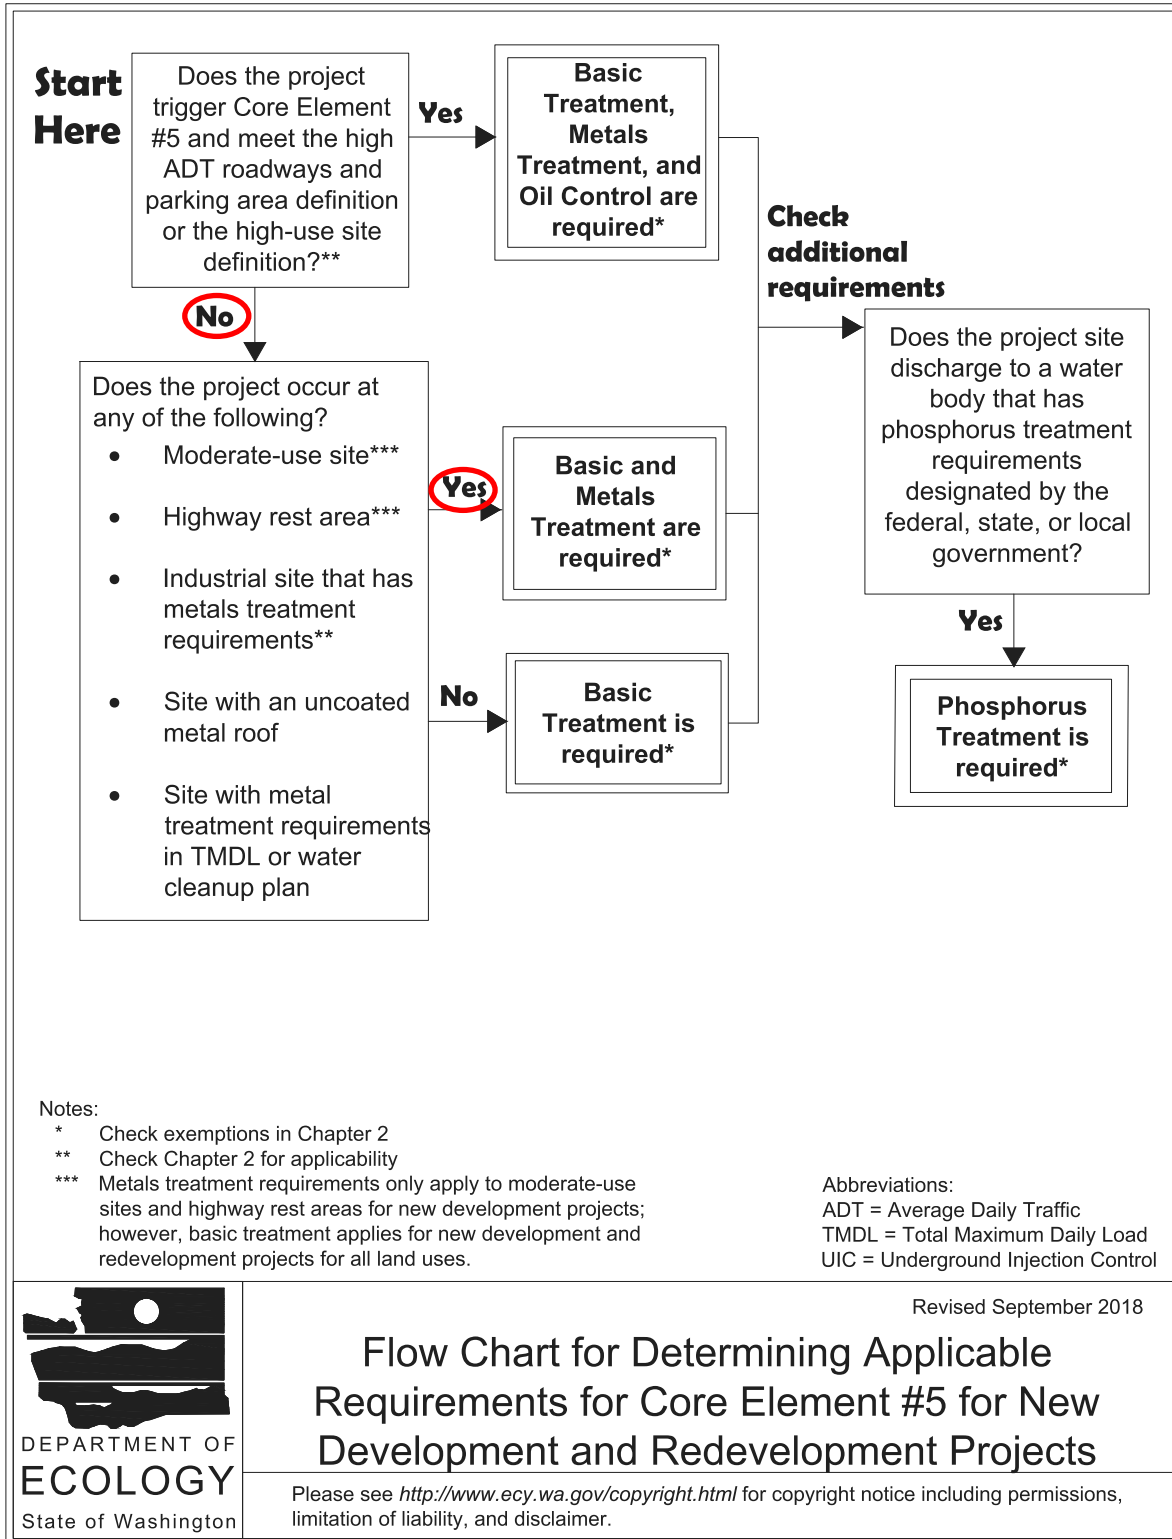 Start
Here
Does the project
trigger Core Element
#5 and meet the high
ADT roadways and
parking area definition
or the high-use site
definition?**
Yes
Basic
Treatment,
Metals
Treatment, and
Oil Control are
required*
Check
additional
requirements
No
Does the project occur at
any of the following?
• Moderate-use site***
• Highway rest area***
• Industrial site that has
metals treatment
requirements**
• Site with an uncoated
metal roof
• Site with metal
treatment requirements
in TMDL or water
cleanup plan
Yes
Basic and
Metals
Treatment are
required*
No
Basic
Treatment is
required*
Does the project site
discharge to a water
body that has
phosphorus treatment
requirements
designated by the
federal, state, or local
government?
Yes
Phosphorus
Treatment is
required*
Notes:
* Check exemptions in Chapter 2
** Check Chapter 2 for applicability
*** Metals treatment requirements only apply to moderate-use
sites and highway rest areas for new development projects;
however, basic treatment applies for new development and
redevelopment projects for all land uses.
Abbreviations:
ADT = Average Daily Traffic
TMDL = Total Maximum Daily Load
UIC = Underground Injection Control
DEPARTMENT OF
ECOLOGY
State of Washington
Revised September 2018
Flow Chart for Determining Applicable
Requirements for Core Element #5 for New
Development and Redevelopment Projects
Please see http://www.ecy.wa.gov/copyright.html for copyright notice including permissions,
limitation of liability, and disclaimer.